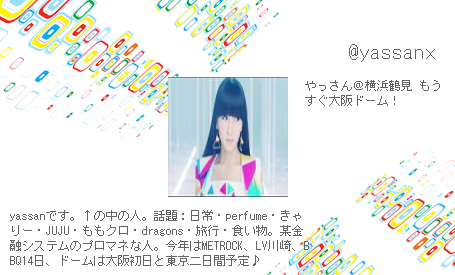 @yassanx
やっさん＠横浜鶴見 もう
すぐ大阪ドーム！
yassanです。↑の中の人。話題：日常・perfume・きゃ
りー・JUJU・ももクロ・dragons・旅行・食い物。某金
融システムのプロマネな人。今年はMETROCK、LV川崎、B
BQ14日、ドームは大阪初日と東京二日間予定♪